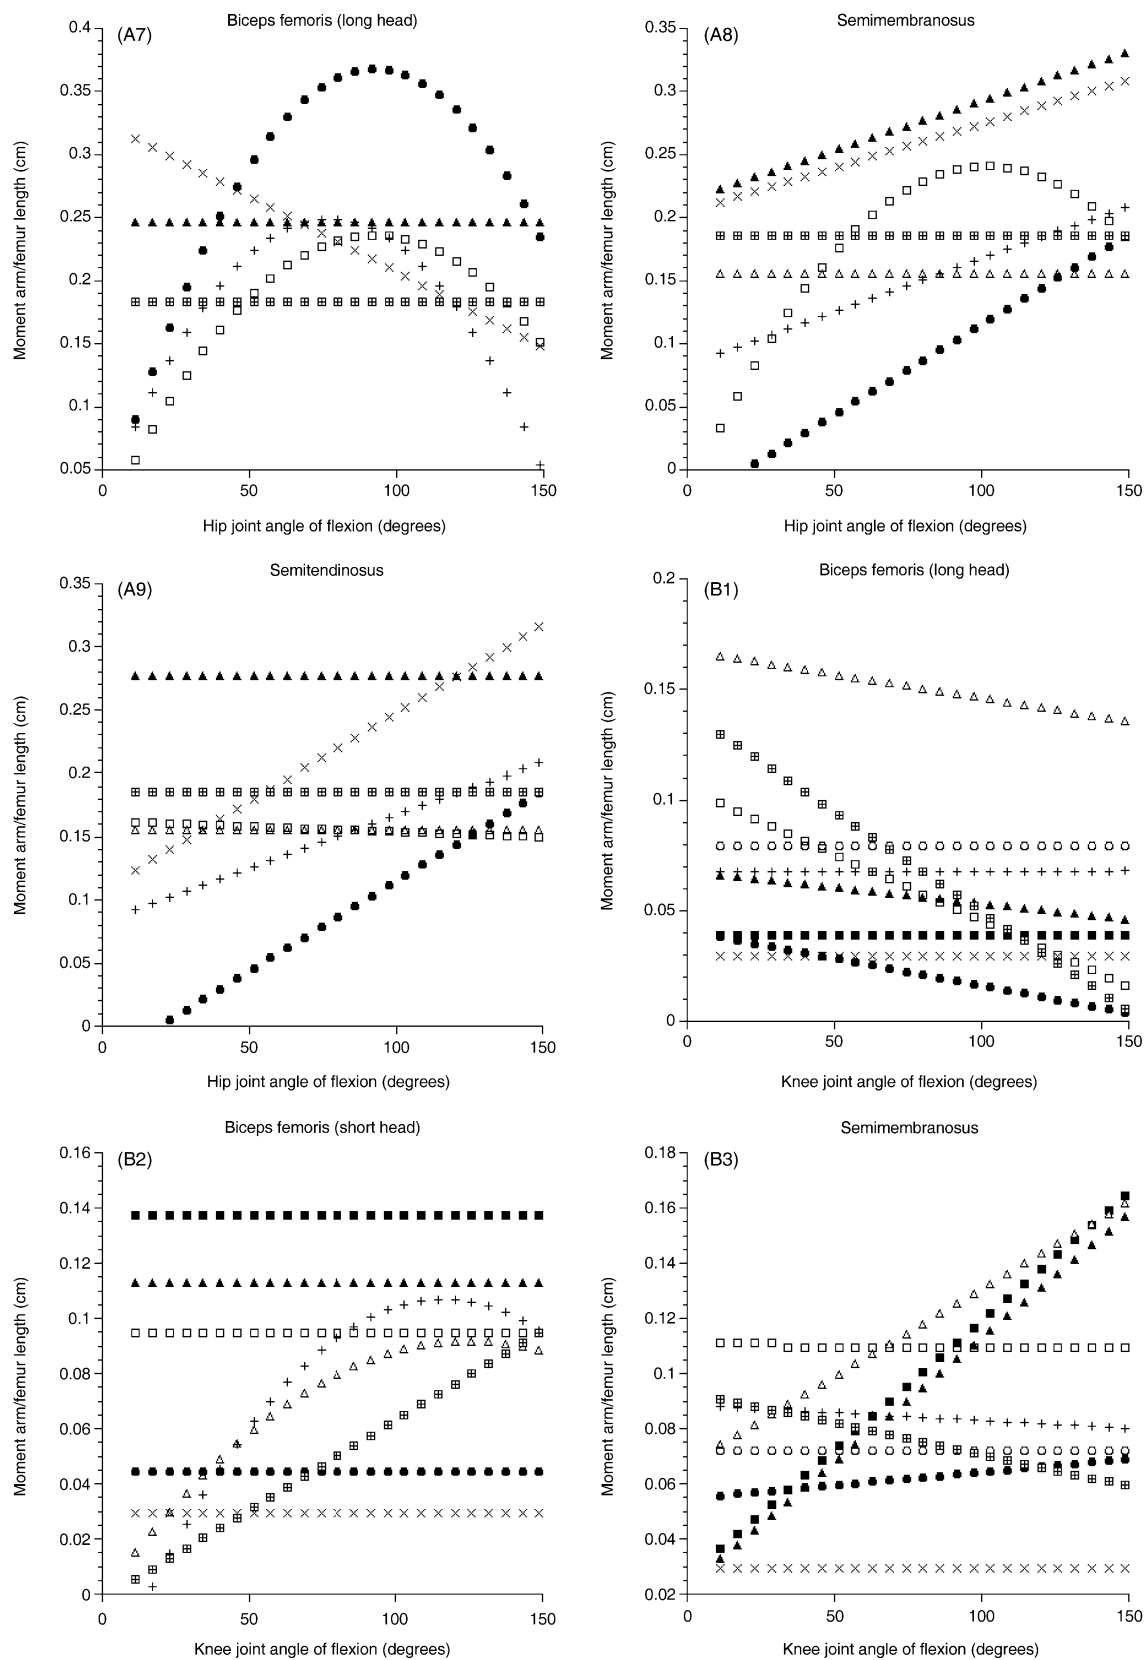 Biceps femoris (long head)
(A7)
Moment arm/femur length (cm)
0.4
0.35
0.3
0.25
0.2
0.15
0.1
0.05
0 50 100 150
Hip joint angle of flexion (degrees)
Semimembranosus
(A8)
Moment arm/femur length (cm)
0.35
0.3
0.25
0.2
0.15
0.1
0.05
0
0 50 100 150
Hip joint angle of flexion (degrees)
Semitendinosus
(A9)
Moment arm/femur length (cm)
0.35
0.3
0.25
0.2
0.15
0.1
0.05
0
0 50 100 150
Hip joint angle of flexion (degrees)
Biceps femoris (long head)
(B1)
Moment arm/femur length (cm)
0.2
0.15
0.1
0.05
0
0 50 100 150
Knee joint angle of flexion (degrees)
Biceps femoris (short head)
(B2)
Moment arm/femur length (cm)
0.16
0.14
0.12
0.1
0.08
0.06
0.04
0.02
0
0 50 100 150
Knee joint angle of flexion (degrees)
Semimembranosus
(B3)
Moment arm/femur length (cm)
0.18
0.16
0.14
0.12
0.1
0.08
0.06
0.04
0.02
0 50 100 150
Knee joint angle of flexion (degrees)